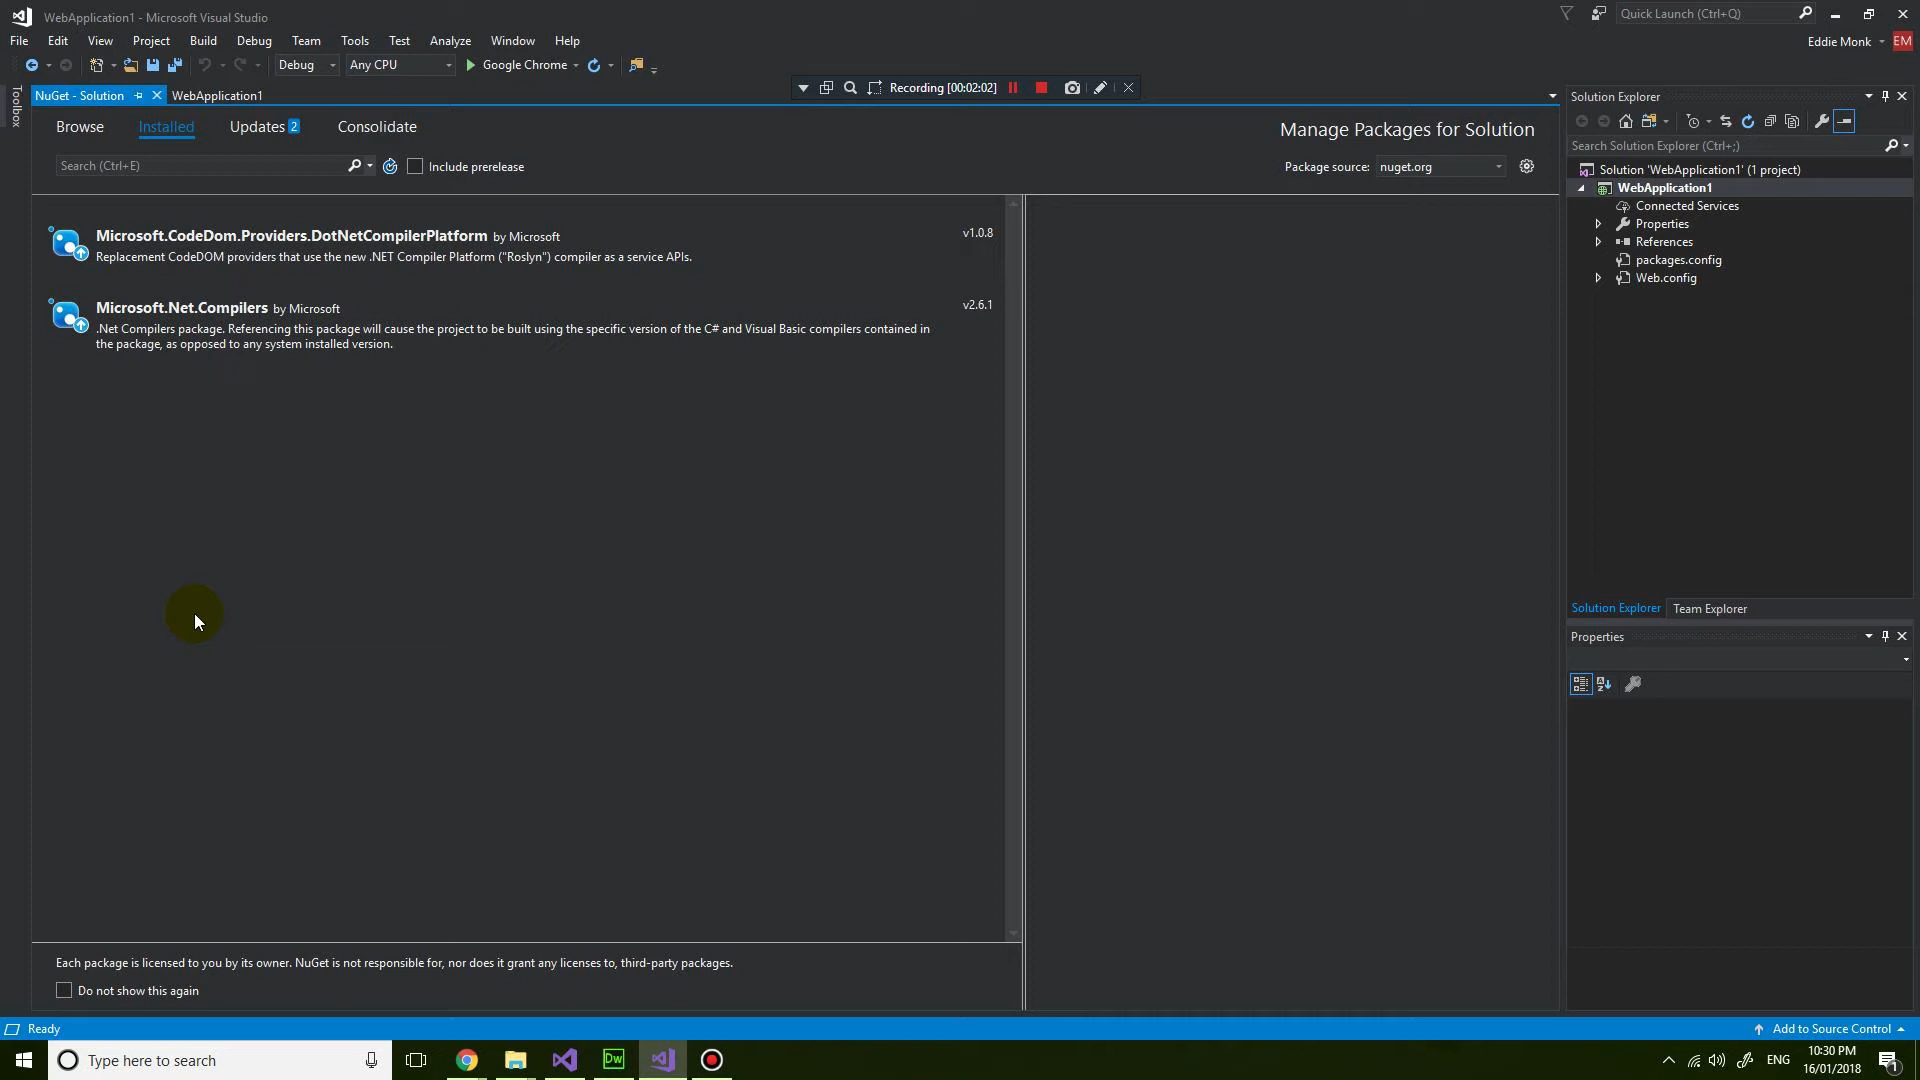 WebApplication1 - Microsoft Visual Studio
Quick Launch (Ctrl+Q)
File Edit View Project Build Debug Team Tools Test Analyze Window Help
Eddie Monk EM
Debug Any CPU Google Chrome
Recording [00:02:02]
Toolbox
NuGet - Solution WebApplication1
Browse Installed Updates 2 Consolidate
Manage Packages for Solution
Search (Ctrl+E) Include prerelease
Package source: nuget.org
Microsoft.CodeDom.Providers.DotNetCompilerPlatform by Microsoft v1.0.8
Replacement CodeDOM providers that use the new .NET Compiler Platform ("Roslyn") compiler as a service APIs.
Microsoft.Net.Compilers by Microsoft v2.6.1
.Net Compilers package. Referencing this package will cause the project to be built using the specific version of the C# and Visual Basic compilers contained in
the package, as opposed to any system installed version.
Each package is licensed to you by its owner. NuGet is not responsible for, nor does it grant any licenses to, third-party packages.
Do not show this again
Solution Explorer
Search Solution Explorer (Ctrl+;)
Solution 'WebApplication1' (1 project)
WebApplication1
Connected Services
Properties
References
packages.config
Web.config
Solution Explorer Team Explorer
Properties
Ready
Add to Source Control
Type here to search
Dw
ENG
10:30 PM
16/01/2018
1